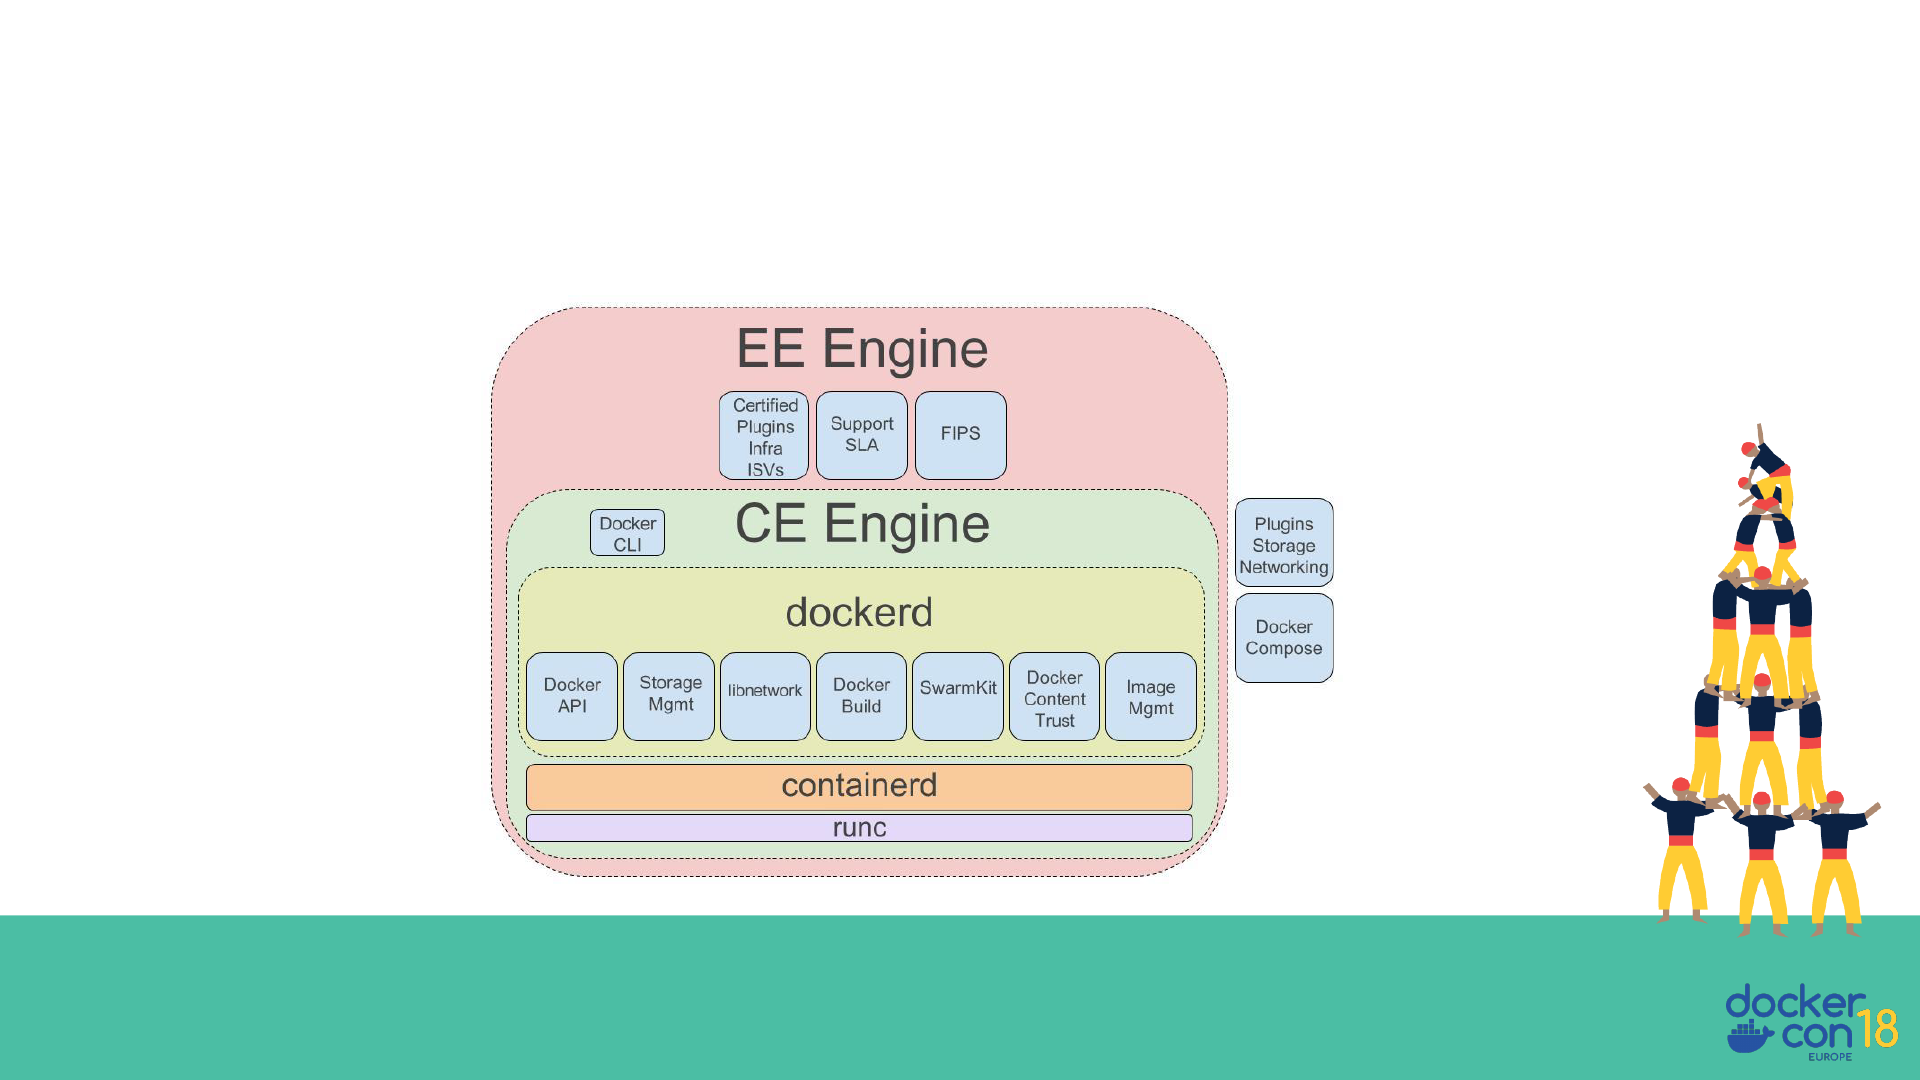 EE Engine
Certified
Plugins
Infra
ISVs
Support
SLA
FIPS
CE Engine
Docker
CLI
dockerd
Docker
API
Storage
Mgmt
libnetwork
Docker
Build
SwarmKit
Docker
Content
Trust
Image
Mgmt
containerd
runc
Plugins
Storage
Networking
Docker
Compose
docker
con 18
EUROPE